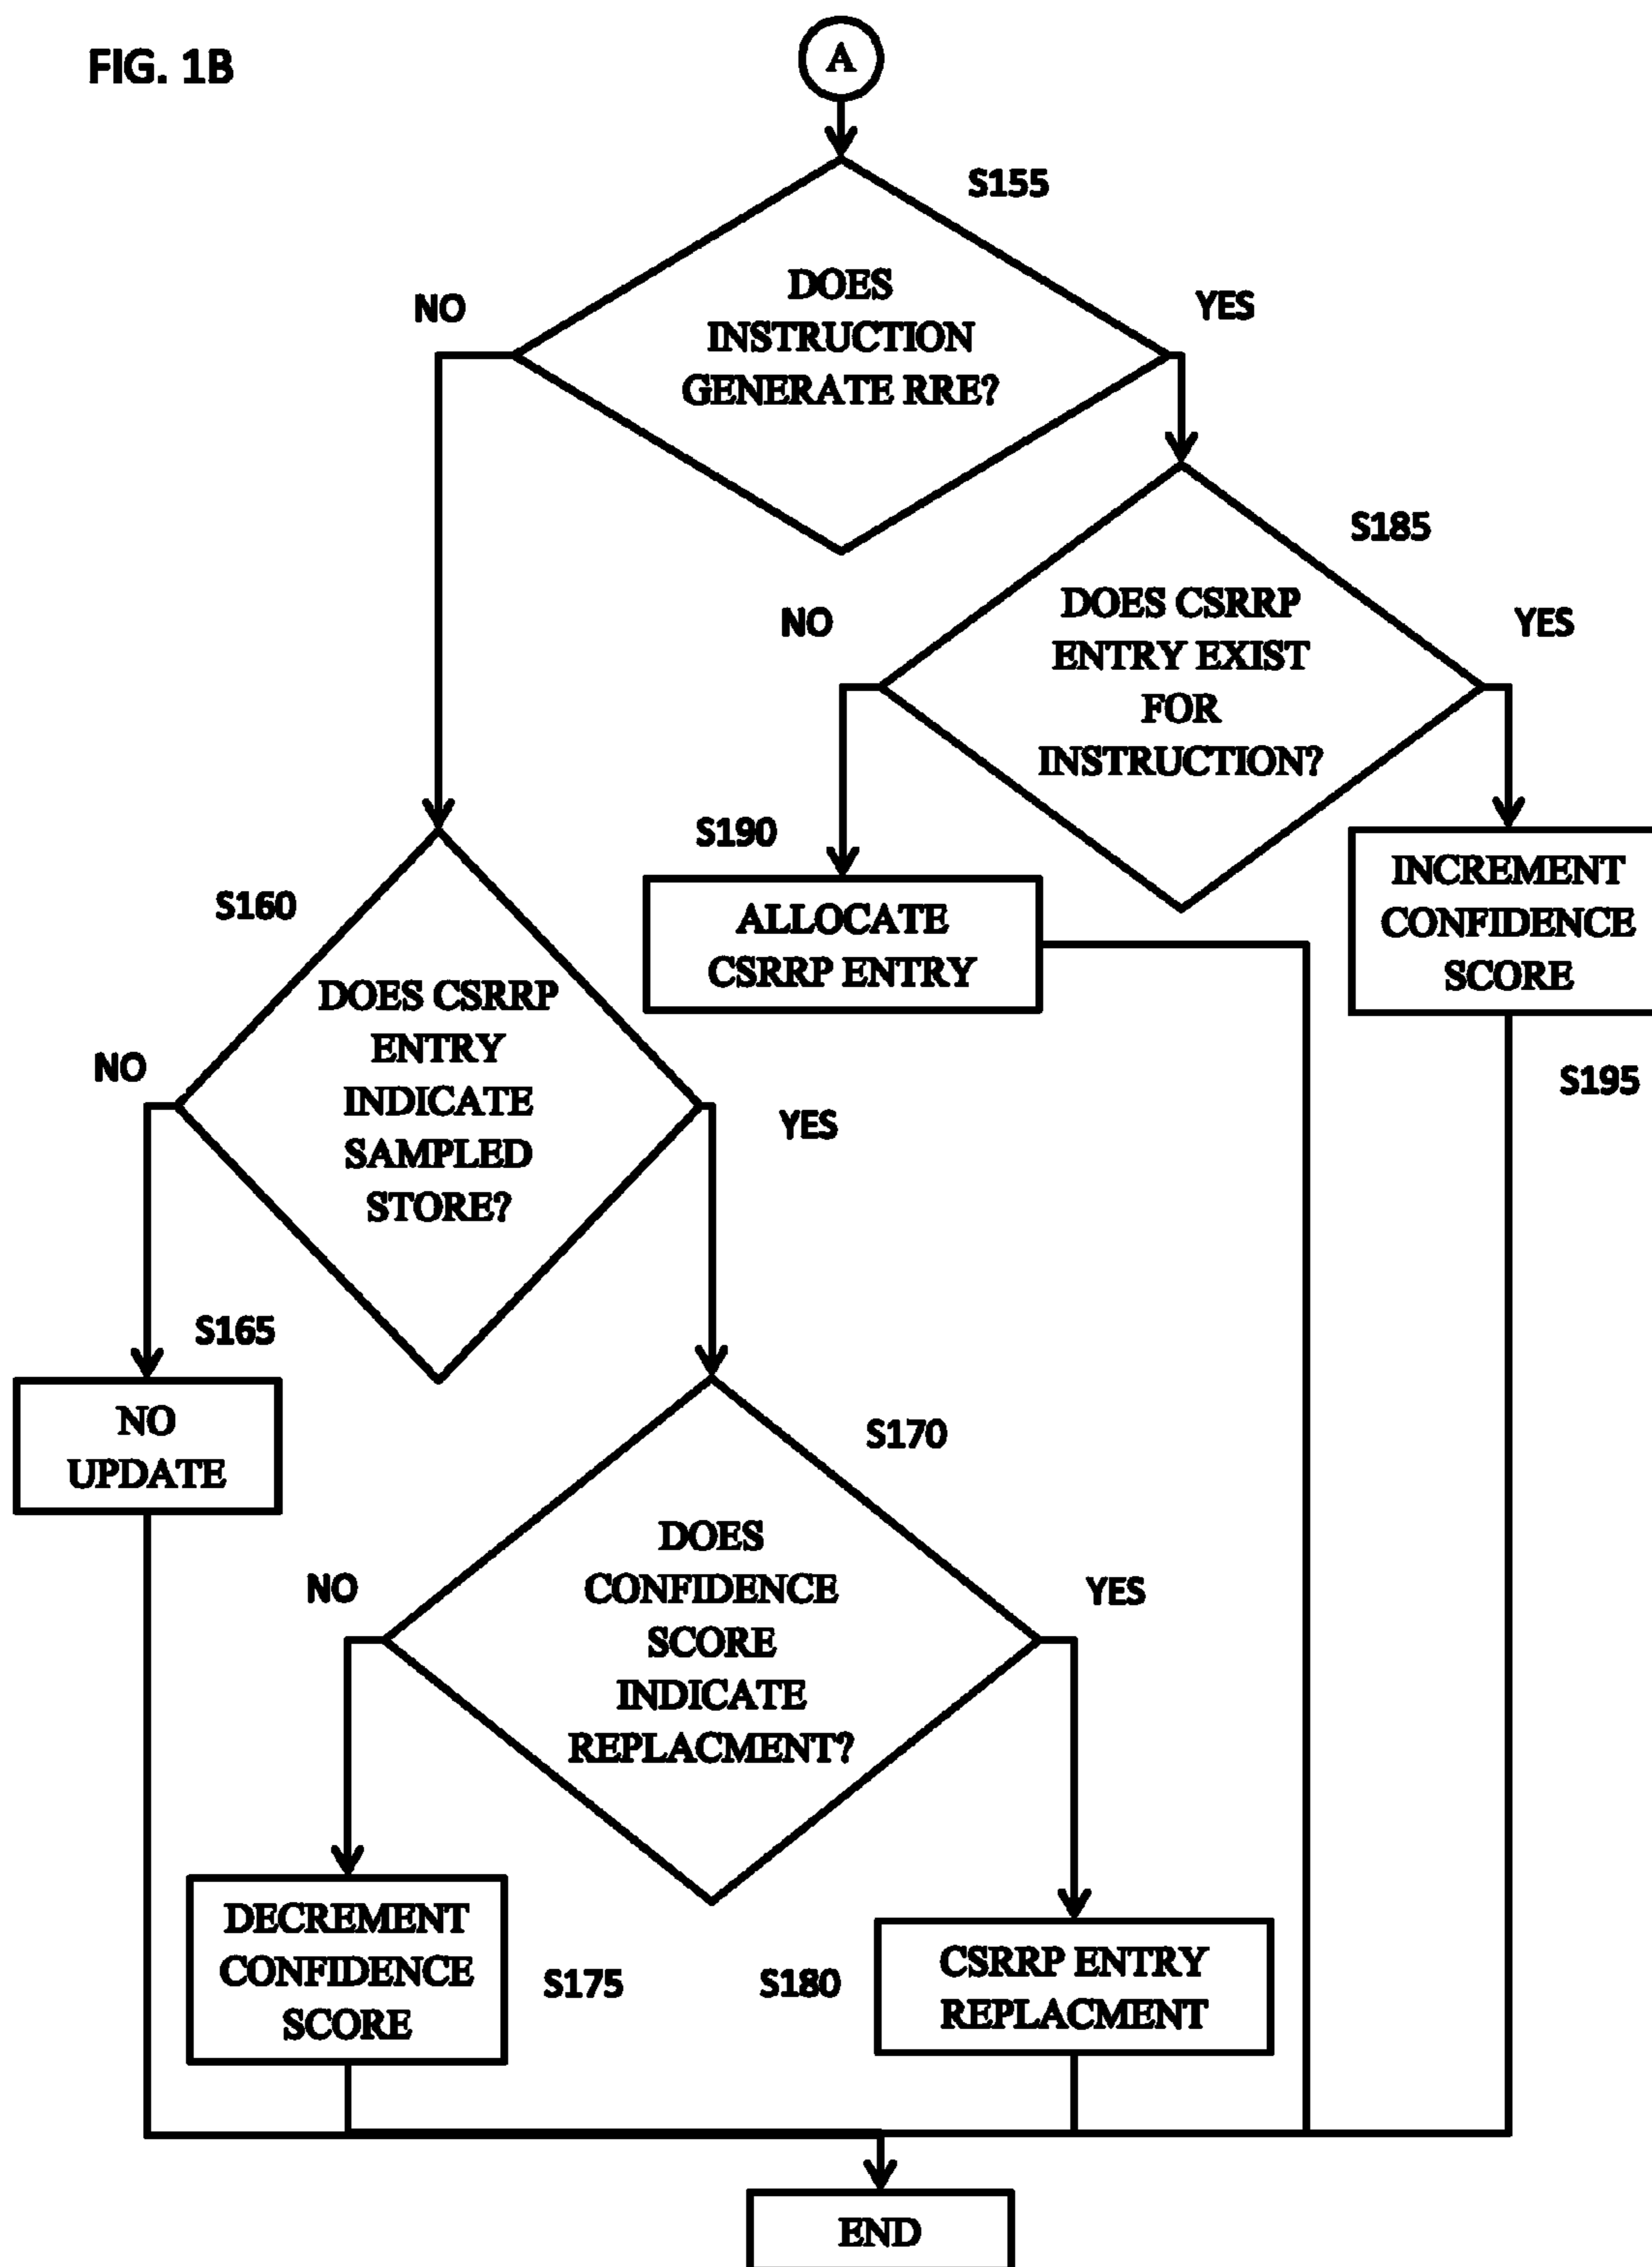 FIG. 1B
A
S155
DOES
INSTRUCTION
GENERATE RRE?
NO
YES
S185
DOES CSRRP
ENTRY EXIST
FOR
INSTRUCTION?
NO
YES
S190
ALLOCATE
CSRRP ENTRY
INCREMENT
CONFIDENCE
SCORE
S195
S160
DOES CSRRP
ENTRY
INDICATE
SAMPLED
STORE?
NO
YES
S165
NO
UPDATE
S170
DOES
CONFIDENCE
SCORE
INDICATE
REPLACMENT?
NO
YES
DECREMENT
CONFIDENCE
SCORE
S175
S180
CSRRP ENTRY
REPLACMENT
END